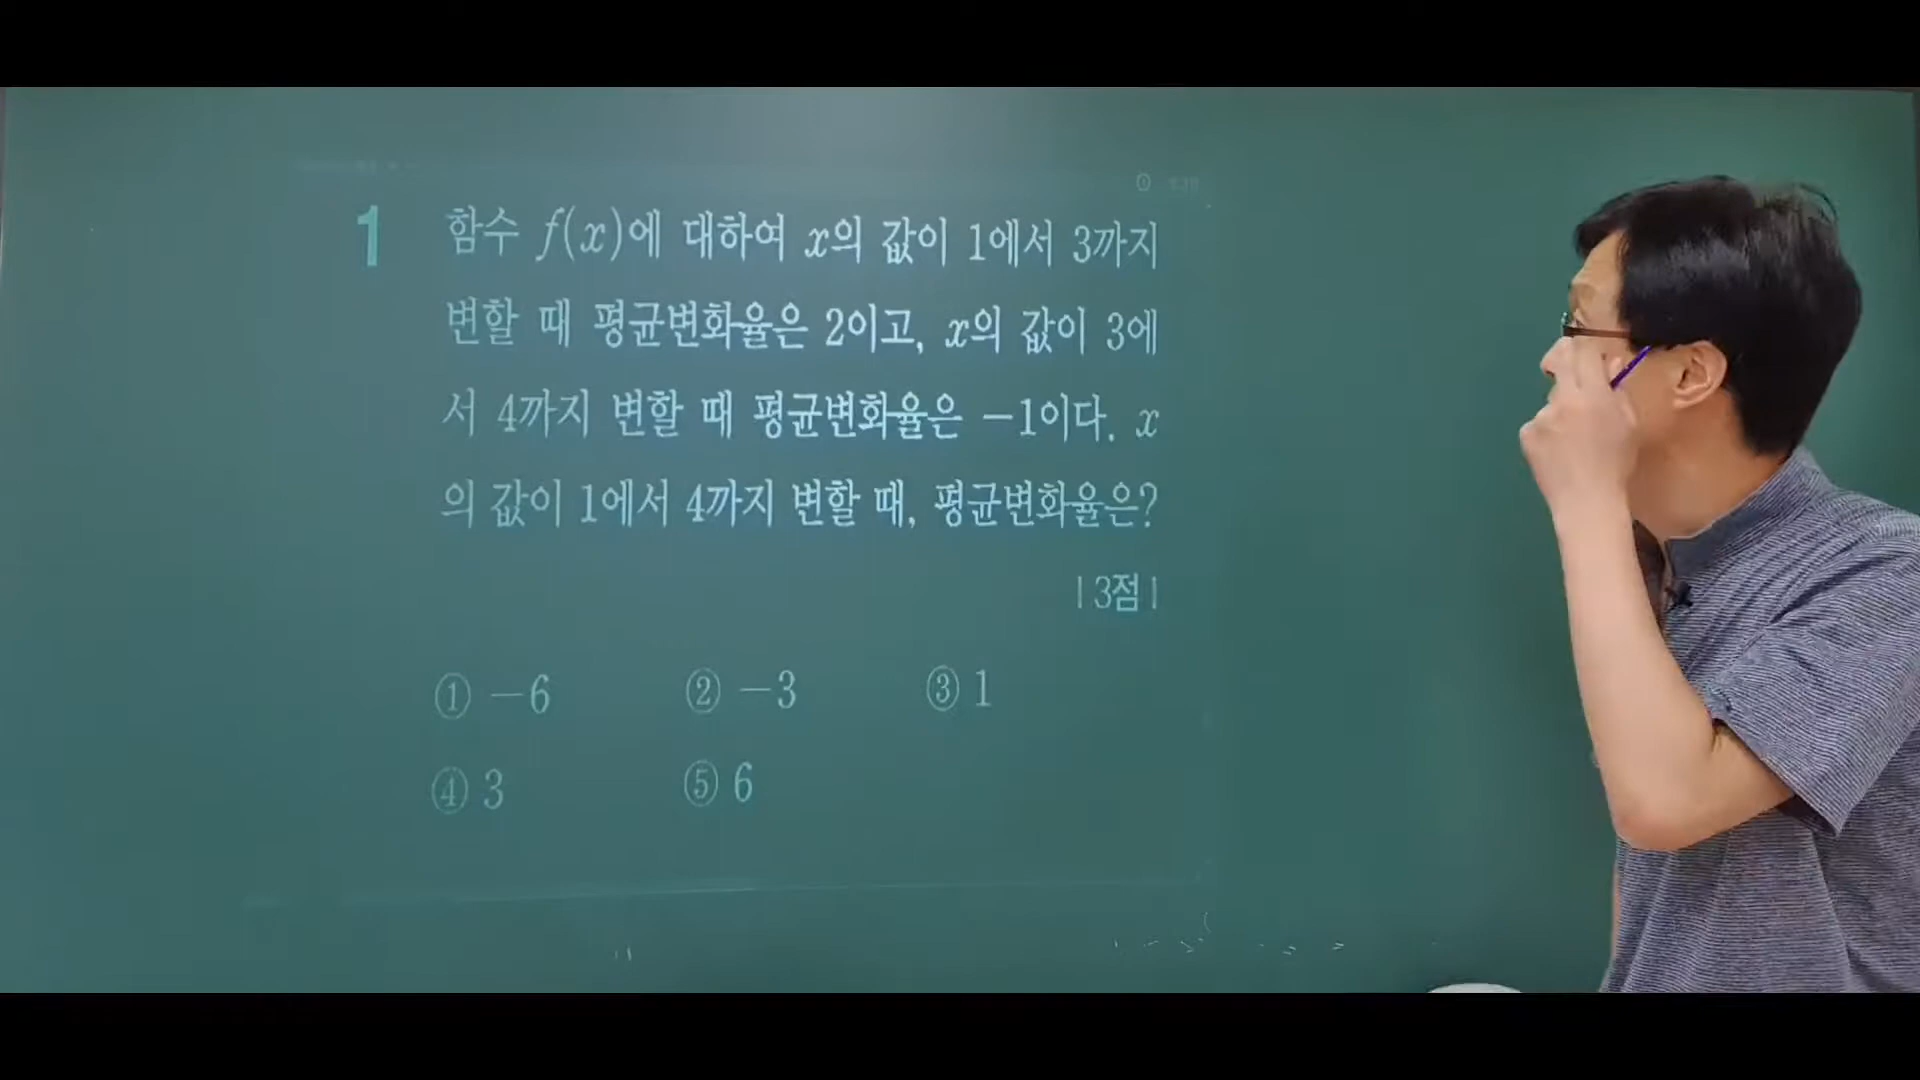 1 함수 f(x)에 대하여 x의 값이 1에서 3까지
변할 때 평균변화율은 2이고, x의 값이 3에
서 4까지 변할 때 평균변화율은 −1이다. x
의 값이 1에서 4까지 변할 때, 평균변화율은?
| 3점 |
① −6 ② −3 ③ 1
④ 3 ⑤ 6